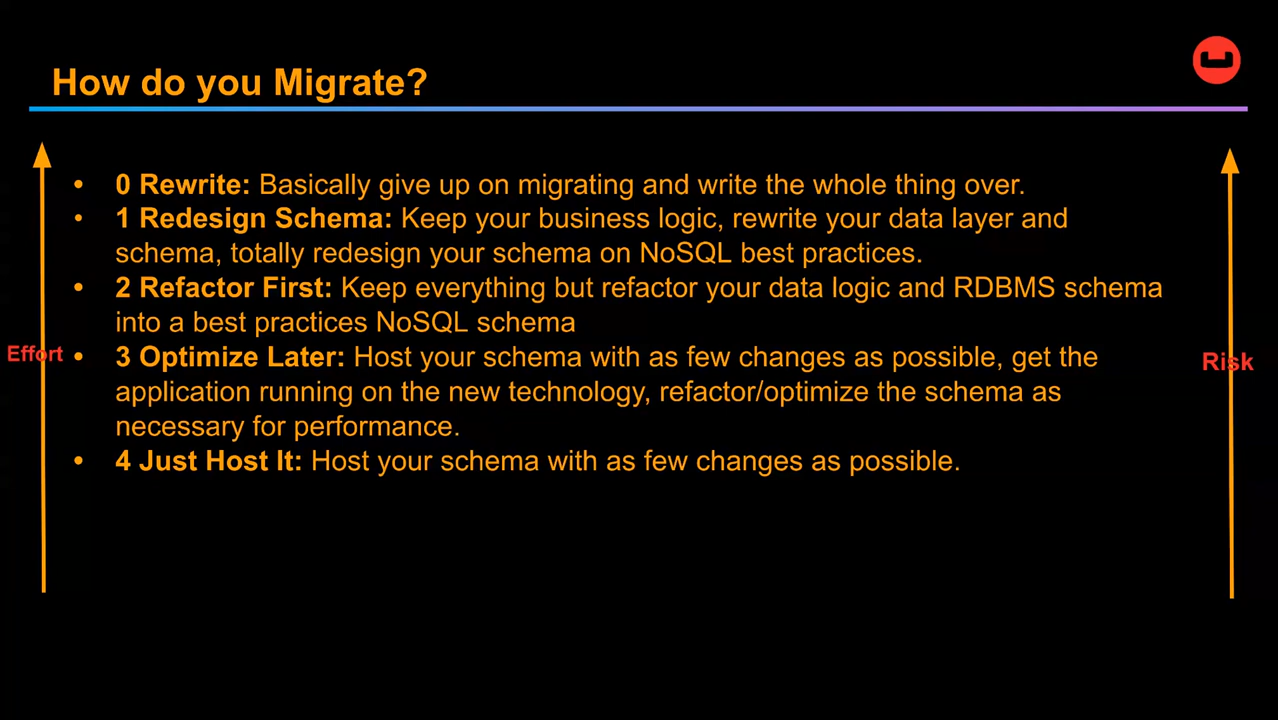 How do you Migrate?
• 0 Rewrite: Basically give up on migrating and write the whole thing over.
• 1 Redesign Schema: Keep your business logic, rewrite your data layer and
schema, totally redesign your schema on NoSQL best practices.
• 2 Refactor First: Keep everything but refactor your data logic and RDBMS schema
into a best practices NoSQL schema
Effort
• 3 Optimize Later: Host your schema with as few changes as possible, get the
Risk
application running on the new technology, refactor/optimize the schema as
necessary for performance.
• 4 Just Host It: Host your schema with as few changes as possible.